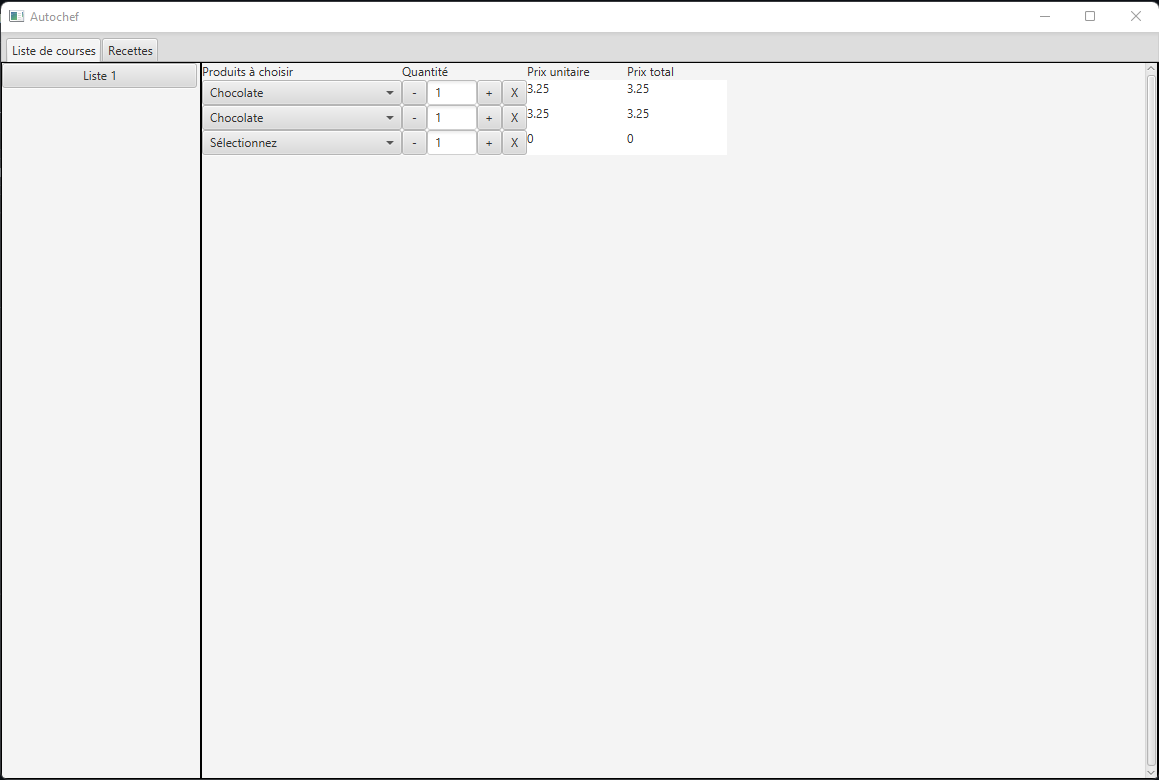 Autochef
Liste de courses Recettes
Liste 1
Produits à choisir Quantité Prix unitaire Prix total
Chocolate - 1 + X 3.25 3.25
Chocolate - 1 + X 3.25 3.25
Sélectionnez - 1 + X 0 0